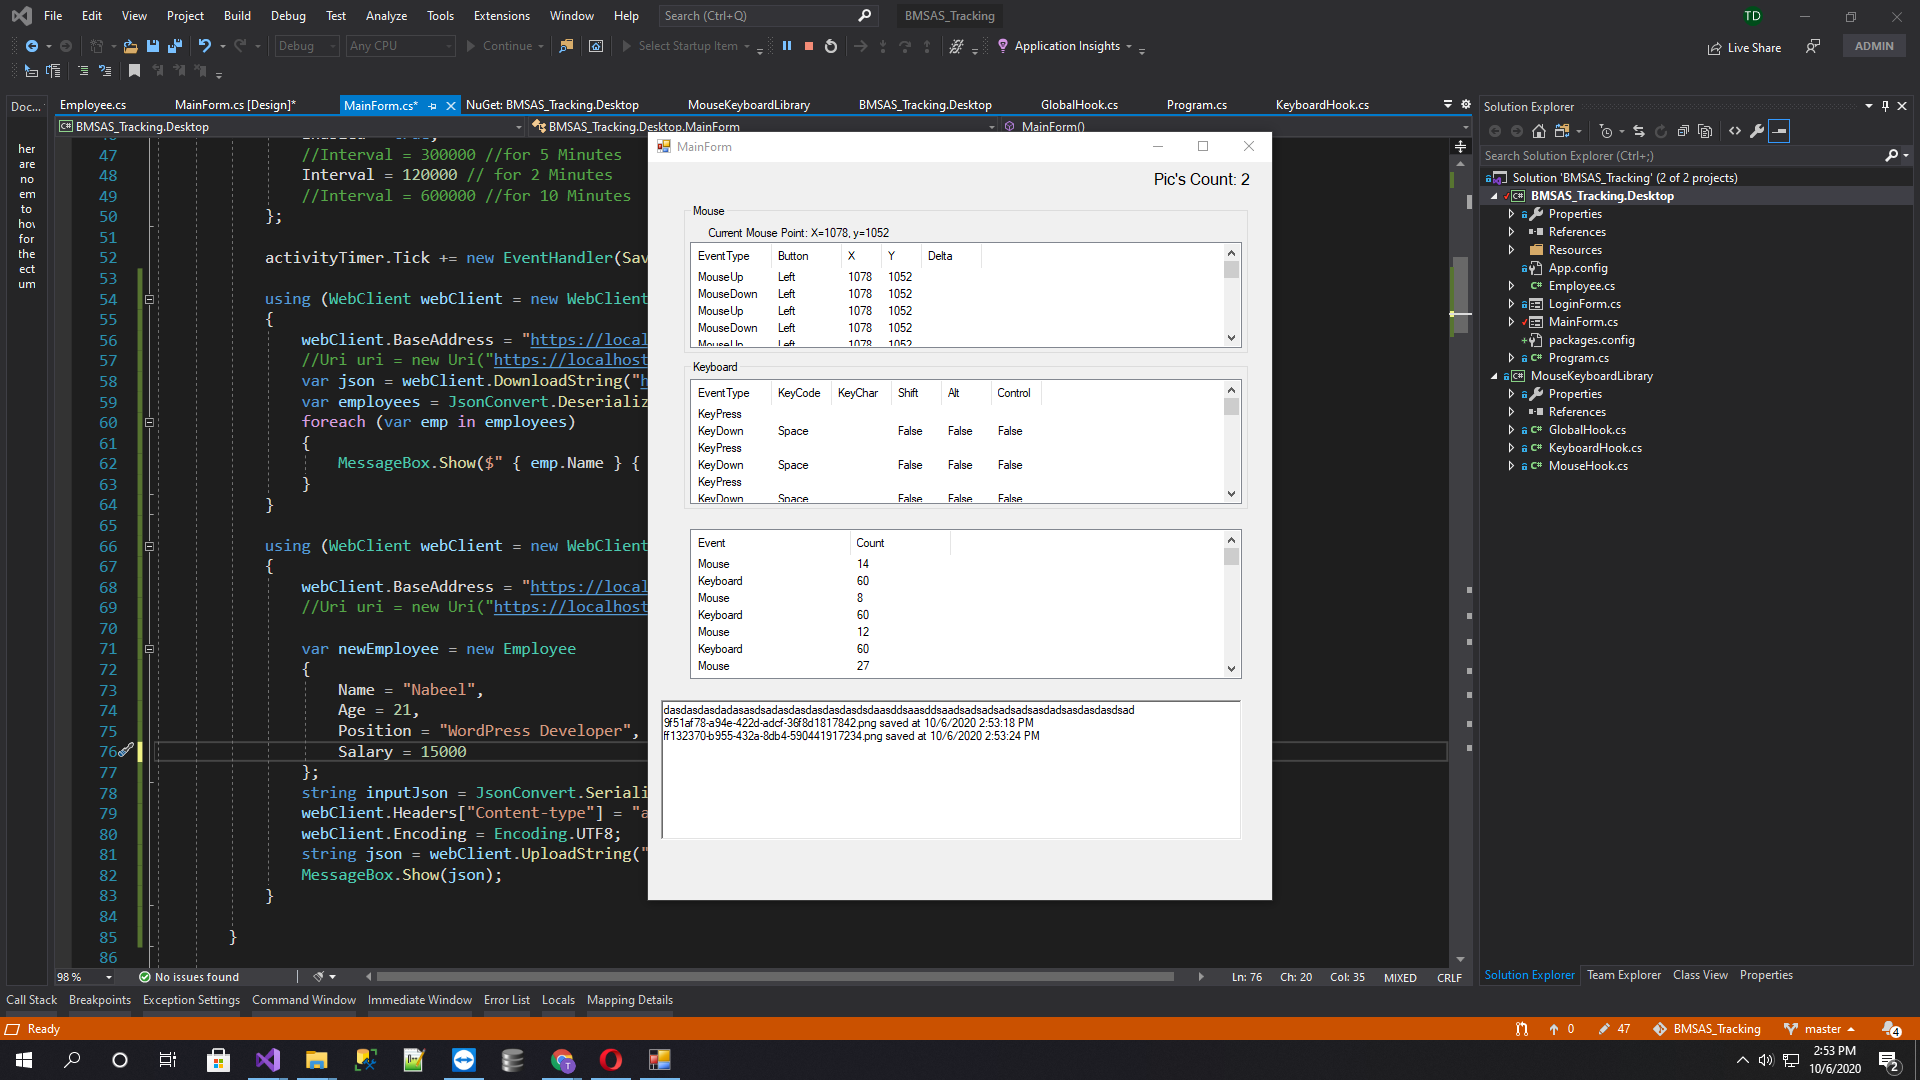 File Edit View Project Build Debug Test Analyze Tools Extensions Window Help Search (Ctrl+Q) BMSAS_Tracking TD
Debug Any CPU Continue Select Startup Item Application Insights Live Share ADMIN
Doc...
Employee.cs MainForm.cs [Design]* MainForm.cs* NuGet: BMSAS_Tracking.Desktop MouseKeyboardLibrary BMSAS_Tracking.Desktop GlobalHook.cs Program.cs KeyboardHook.cs
BMSAS_Tracking.Desktop BMSAS_Tracking.Desktop.MainForm MainForm()
her
are
no
em
to
hov
for
the
ect
um
47 //Interval = 300000 //for 5 Minutes
48 Interval = 120000 // for 2 Minutes
49 //Interval = 600000 //for 10 Minutes
50 };
51
52 activityTimer.Tick += new EventHandler(Sav
53
54 using (WebClient webClient = new WebClient
55 {
56 webClient.BaseAddress = "https://local
57 //Uri uri = new Uri("https://localhost
58 var json = webClient.DownloadString("h
59 var employees = JsonConvert.Deserializ
60 foreach (var emp in employees)
61 {
62 MessageBox.Show($" { emp.Name } {
63 }
64 }
65
66 using (WebClient webClient = new WebClient
67 {
68 webClient.BaseAddress = "https://local
69 //Uri uri = new Uri("https://localhost
70
71 var newEmployee = new Employee
72 {
73 Name = "Nabeel",
74 Age = 21,
75 Position = "WordPress Developer",
76 Salary = 15000
77 };
78 string inputJson = JsonConvert.Seriali
79 webClient.Headers["Content-type"] = "a
80 webClient.Encoding = Encoding.UTF8;
81 string json = webClient.UploadString("
82 MessageBox.Show(json);
83 }
84
85 }
86
MainForm
Pic's Count: 2
Mouse
Current Mouse Point: X=1078, y=1052
EventType Button X Y Delta
MouseUp Left 1078 1052
MouseDown Left 1078 1052
MouseUp Left 1078 1052
MouseDown Left 1078 1052
MouseUp Left 1078 1052
Keyboard
EventType KeyCode KeyChar Shift Alt Control
KeyPress
KeyDown Space False False False
KeyPress
KeyDown Space False False False
KeyPress
KeyDown Space False False False
Event Count
Mouse 14
Keyboard 60
Mouse 8
Keyboard 60
Mouse 12
Keyboard 60
Mouse 27
9f51af78-a94e-422d-adcf-36f8d1817842.png saved at 10/6/2020 2:53:18 PM
ff132370-b955-432a-8db4-590441917234.png saved at 10/6/2020 2:53:24 PM
Solution Explorer
Search Solution Explorer (Ctrl+;)
Solution 'BMSAS_Tracking' (2 of 2 projects)
BMSAS_Tracking.Desktop
Properties
References
Resources
App.config
Employee.cs
LoginForm.cs
MainForm.cs
packages.config
Program.cs
MouseKeyboardLibrary
Properties
References
GlobalHook.cs
KeyboardHook.cs
MouseHook.cs
Solution Explorer Team Explorer Class View Properties
98 % No issues found Ln: 76 Ch: 20 Col: 35 MIXED CRLF
Call Stack Breakpoints Exception Settings Command Window Immediate Window Error List Locals Mapping Details
Ready 0 47 BMSAS_Tracking master 4
2:53 PM
10/6/2020
2